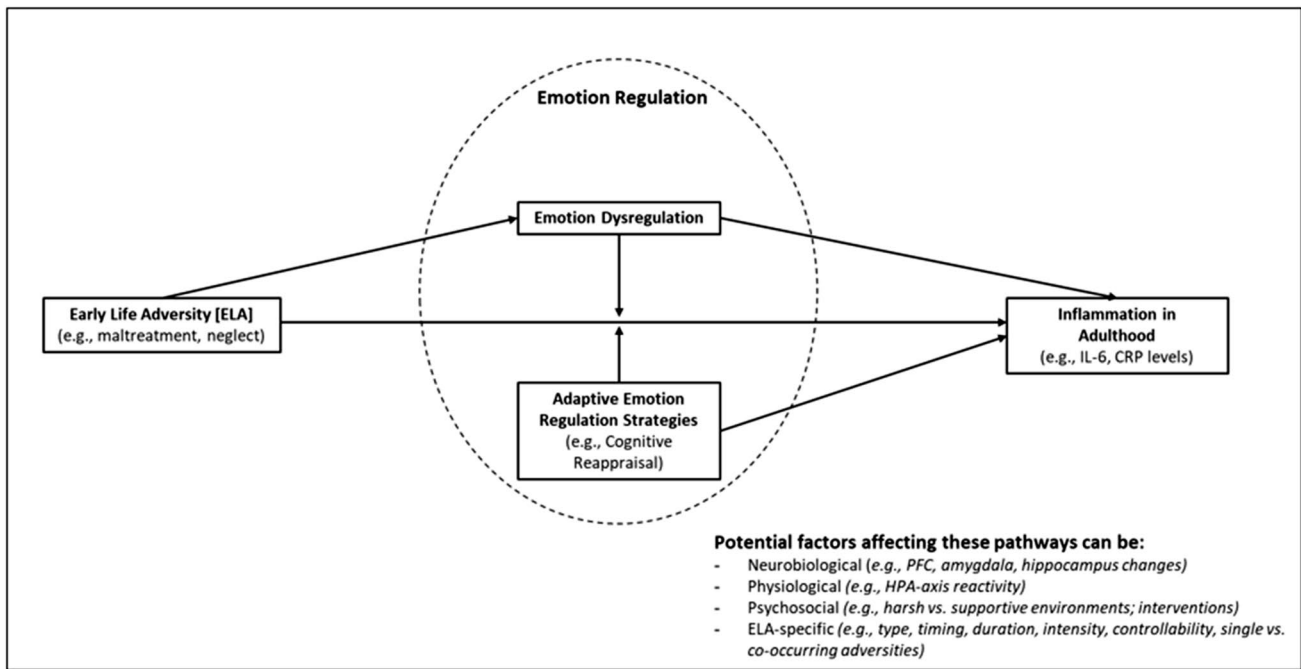 Emotion Regulation
Emotion Dysregulation
Early Life Adversity [ELA]
(e.g., maltreatment, neglect)
Inflammation in
Adulthood
(e.g., IL-6, CRP levels)
Adaptive Emotion
Regulation Strategies
(e.g., Cognitive
Reappraisal)
Potential factors affecting these pathways can be:
- Neurobiological (e.g., PFC, amygdala, hippocampus changes)
- Physiological (e.g., HPA-axis reactivity)
- Psychosocial (e.g., harsh vs. supportive environments; interventions)
- ELA-specific (e.g., type, timing, duration, intensity, controllability, single vs.
co-occurring adversities)